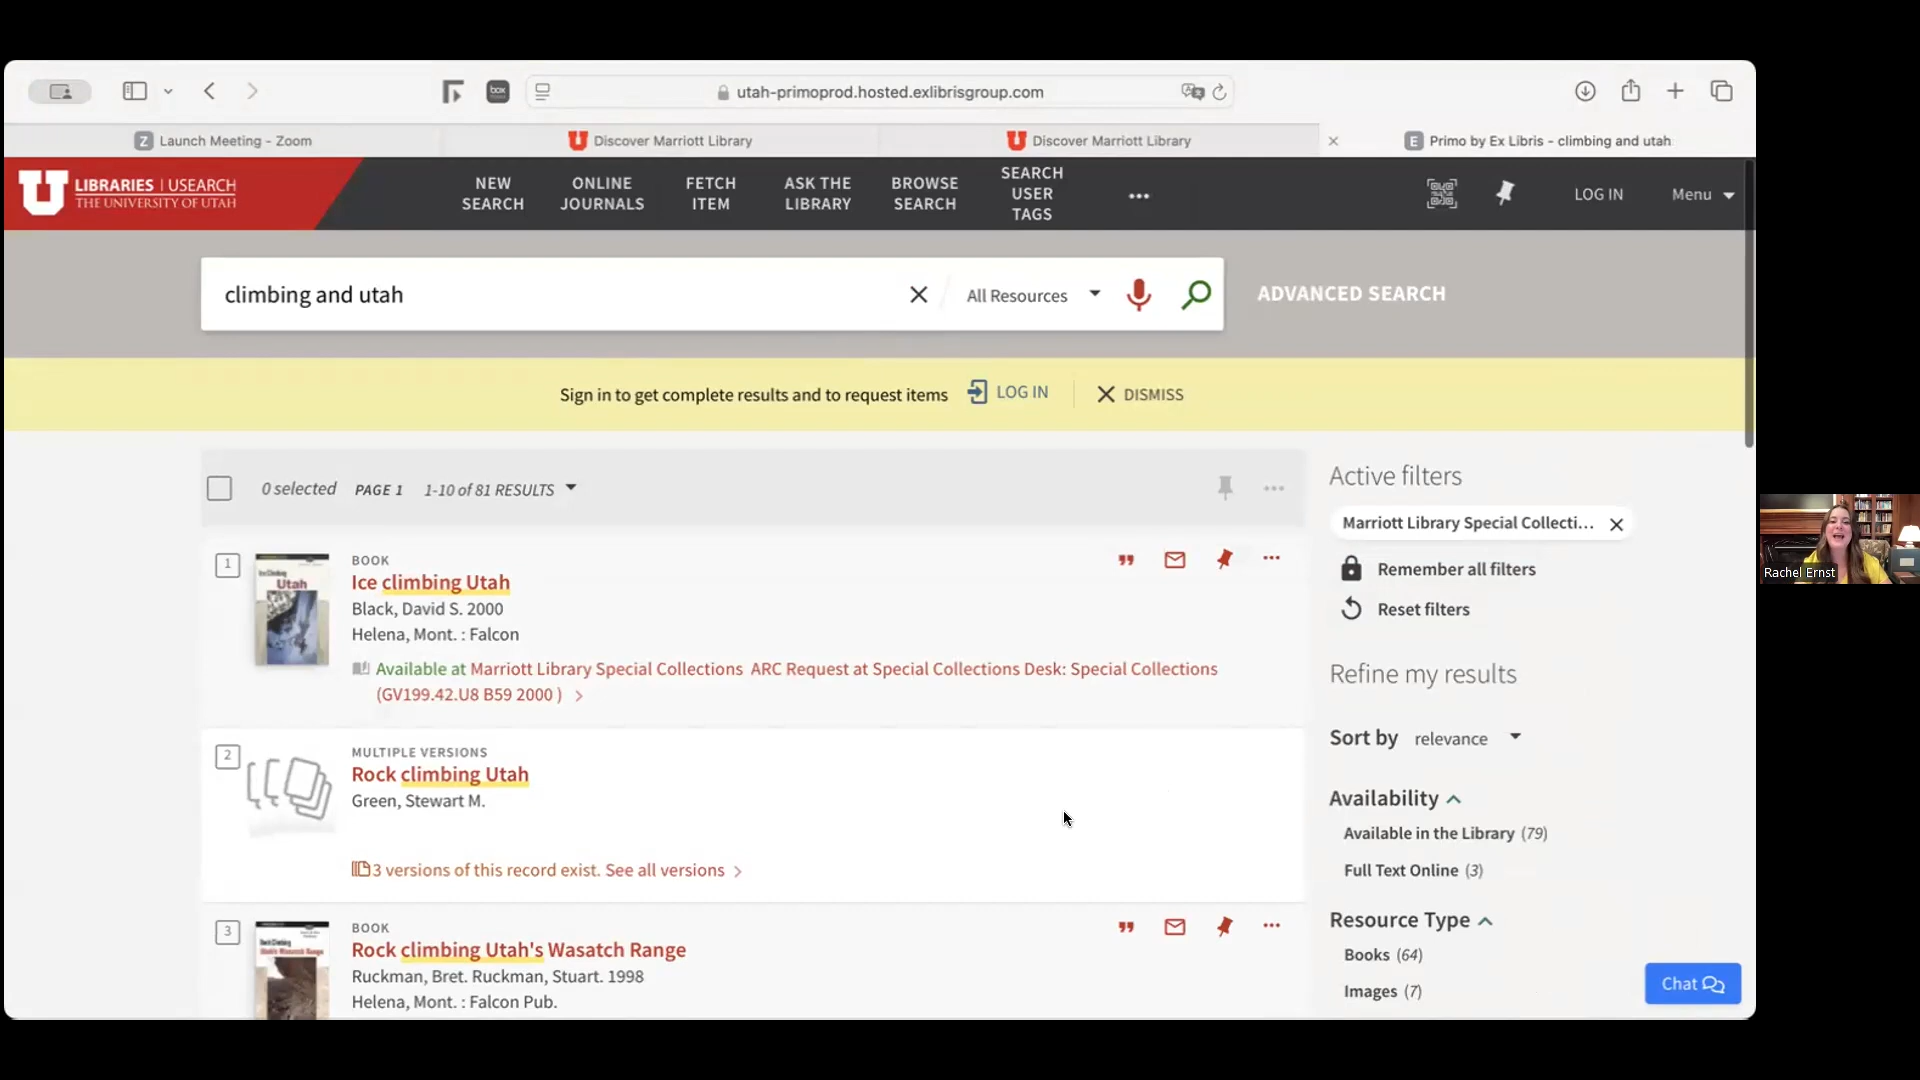 utah-primoprod.hosted.exlibrisgroup.com
box
Z Launch Meeting - Zoom
Discover Marriott Library
Discover Marriott Library
E Primo by Ex Libris - climbing and utah
U LIBRARIES | USEARCH
THE UNIVERSITY OF UTAH
NEW
SEARCH
ONLINE
JOURNALS
FETCH
ITEM
ASK THE
LIBRARY
BROWSE
SEARCH
SEARCH
USER
TAGS
LOG IN
Menu
climbing and utah
All Resources
ADVANCED SEARCH
Sign in to get complete results and to request items
LOG IN
DISMISS
0 selected PAGE 1 1-10 of 81 RESULTS
1
BOOK
Ice climbing Utah
Black, David S. 2000
Helena, Mont. : Falcon
Available at Marriott Library Special Collections ARC Request at Special Collections Desk: Special Collections
(GV199.42.U8 B59 2000 )
2
MULTIPLE VERSIONS
Rock climbing Utah
Green, Stewart M.
3 versions of this record exist. See all versions
3
BOOK
Rock climbing Utah's Wasatch Range
Ruckman, Bret. Ruckman, Stuart. 1998
Helena, Mont. : Falcon Pub.
Active filters
Marriott Library Special Collecti...
Remember all filters
Reset filters
Refine my results
Sort by relevance
Availability
Available in the Library (79)
Full Text Online (3)
Resource Type
Books (64)
Images (7)
Chat
Rachel Ernst